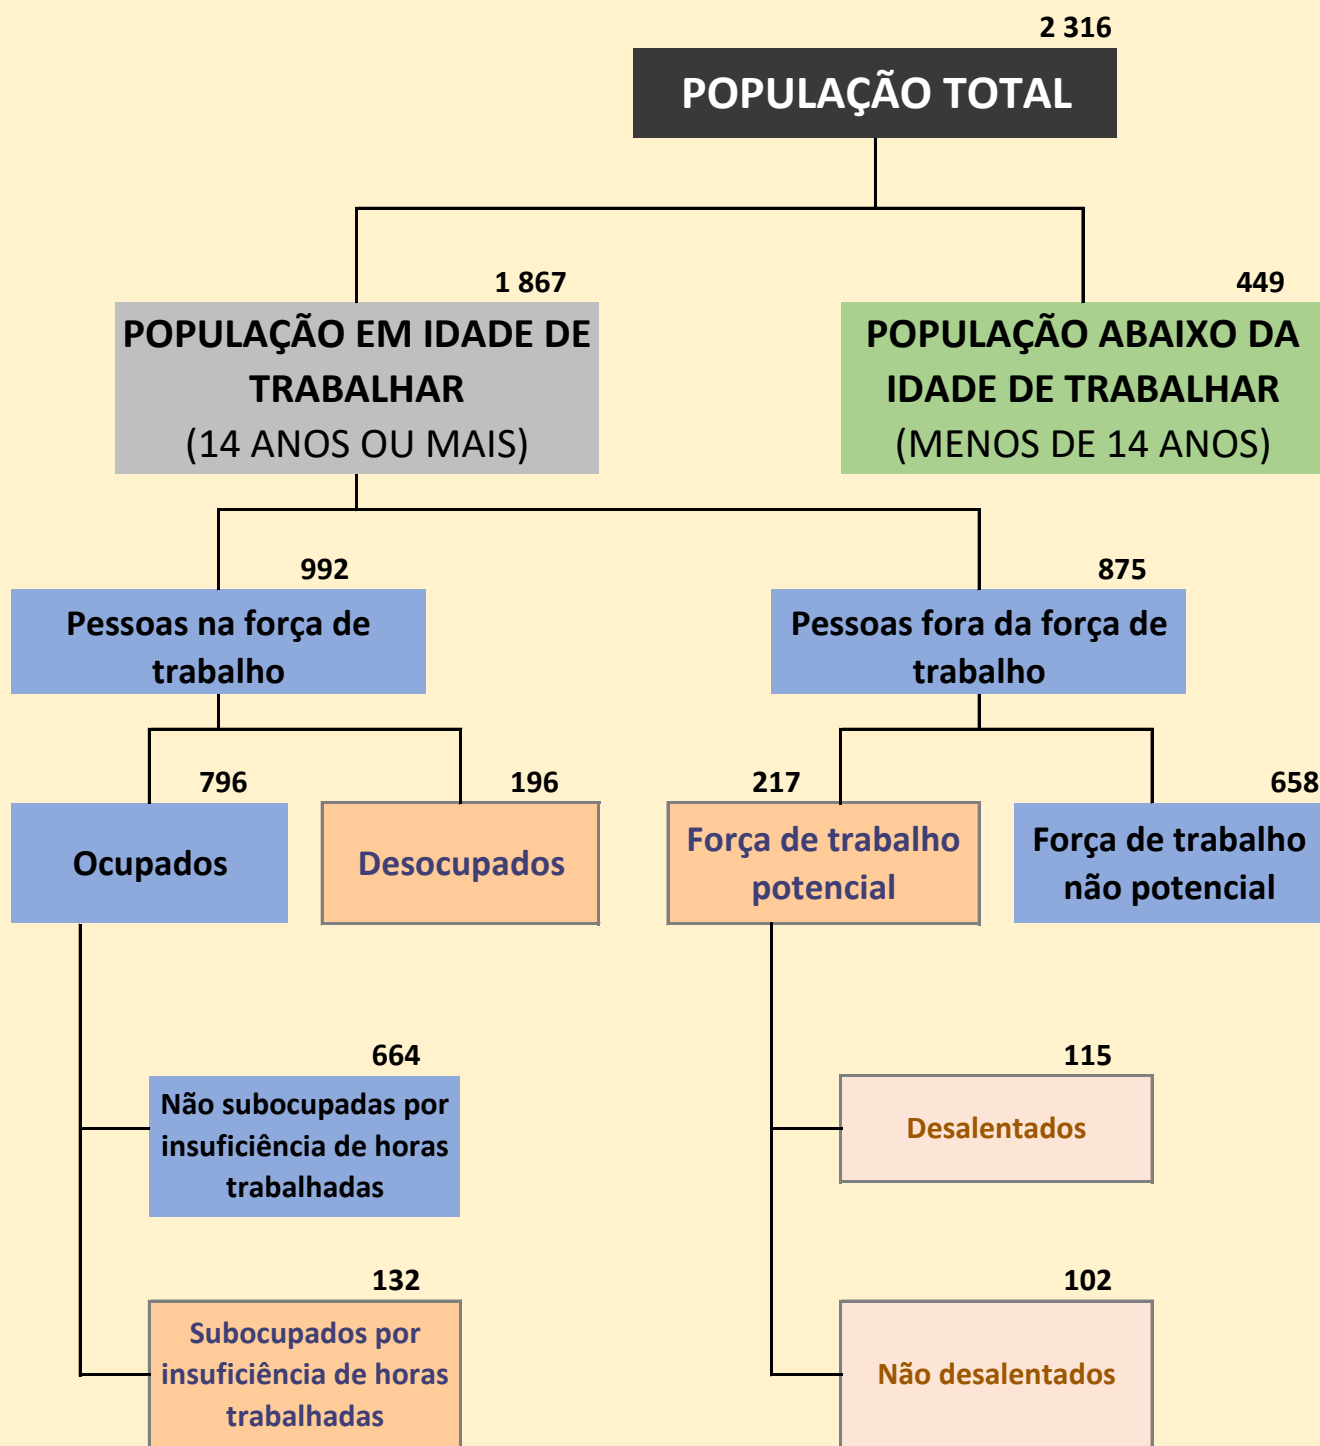 2 316
POPULAÇÃO TOTAL
1 867
POPULAÇÃO EM IDADE DE
TRABALHAR
(14 ANOS OU MAIS)
449
POPULAÇÃO ABAIXO DA
IDADE DE TRABALHAR
(MENOS DE 14 ANOS)
992
Pessoas na força de
trabalho
875
Pessoas fora da força de
trabalho
796
Ocupados
196
Desocupados
217
Força de trabalho
potencial
658
Força de trabalho
não potencial
664
Não subocupadas por
insuficiência de horas
trabalhadas
115
Desalentados
132
Subocupados por
insuficiência de horas
trabalhadas
102
Não desalentados